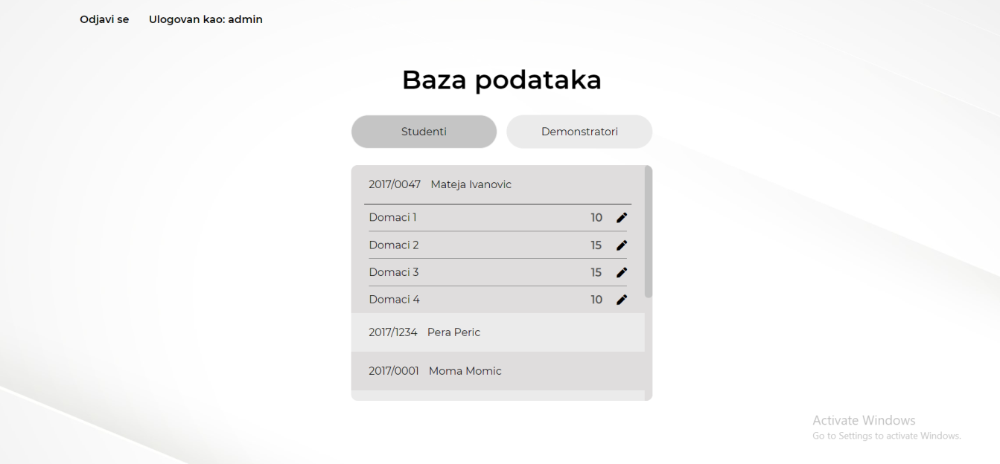 Odjavi se Ulogovan kao: admin
Baza podataka
Studenti Demonstratori
2017/0047 Mateja Ivanovic
Domaci 1 10
Domaci 2 15
Domaci 3 15
Domaci 4 10
2017/1234 Pera Peric
2017/0001 Moma Momic
Activate Windows
Go to Settings to activate Windows.